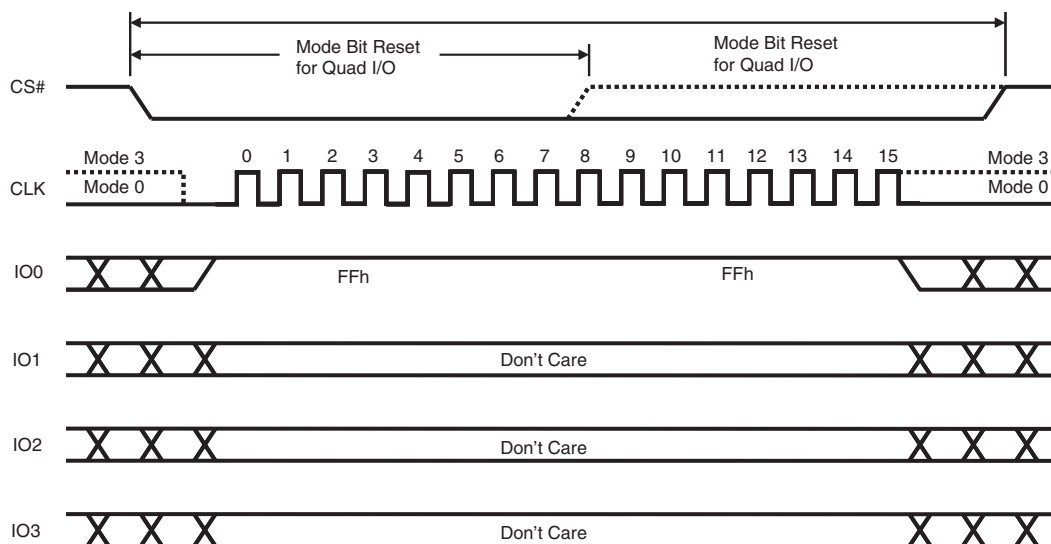 Mode Bit Reset
for Quad I/O
Mode Bit Reset
for Quad I/O
CS#
Mode 3
0 1 2 3 4 5 6 7 8 9 10 11 12 13 14 15
Mode 3
CLK
Mode 0
Mode 0
IO0
FFh
FFh
IO1
Don't Care
IO2
Don't Care
IO3
Don't Care